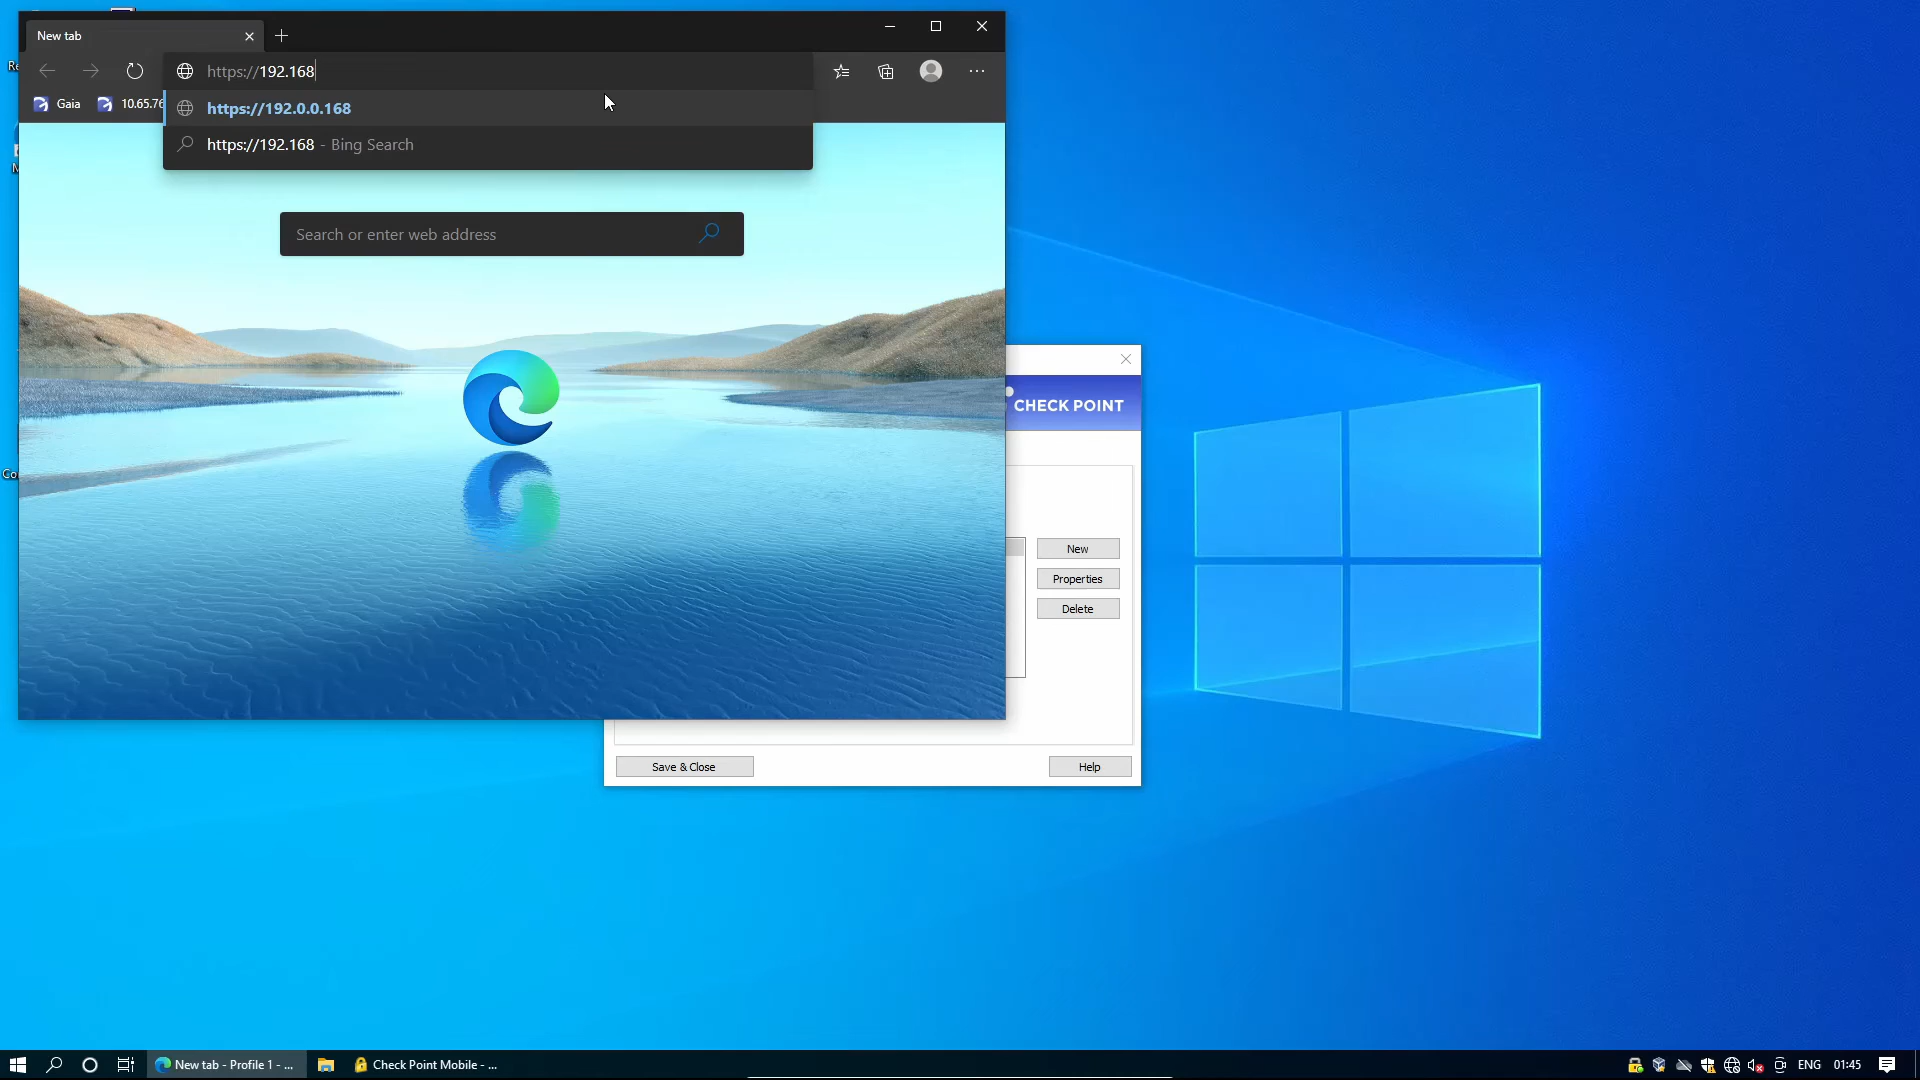 New tab
https://192.168
Gaia
10.65.76
https://192.0.0.168
https://192.168 - Bing Search
Search or enter web address
CHECK POINT
New
Properties
Delete
Save & Close
Help
New tab - Profile 1 - ...
Check Point Mobile - ...
ENG
01:45